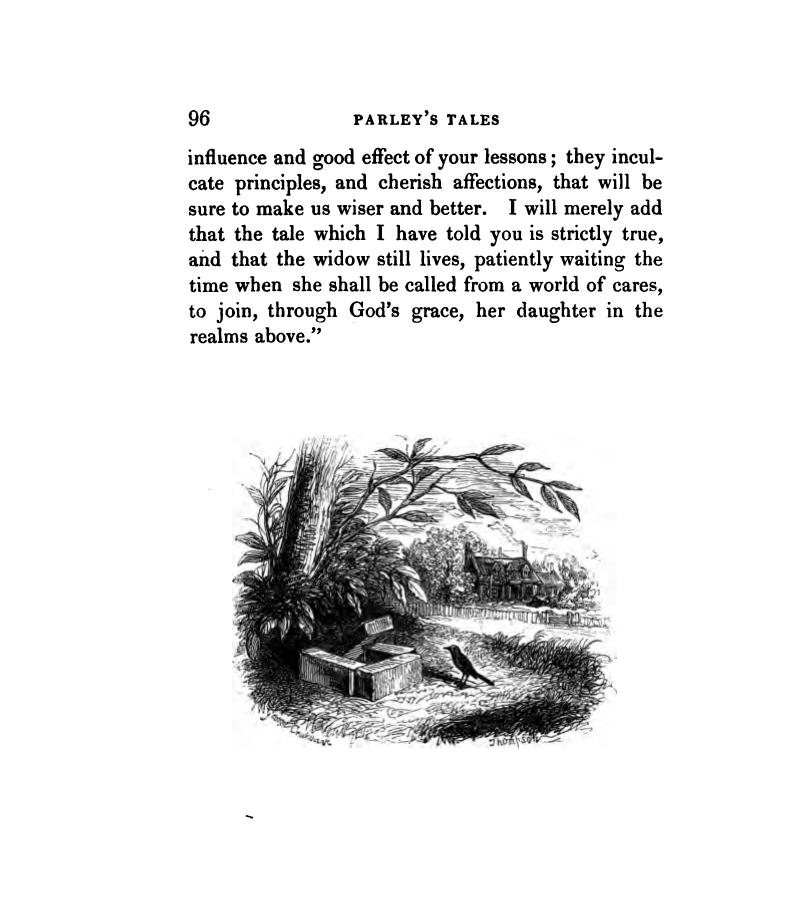 96 PARLEY'S TALES
influence and good effect of your lessons; they incul-
cate principles, and cherish affections, that will be
sure to make us wiser and better. I will merely add
that the tale which I have told you is strictly true,
and that the widow still lives, patiently waiting the
time when she shall be called from a world of cares,
to join, through God's grace, her daughter in the
realms above."
Thompson